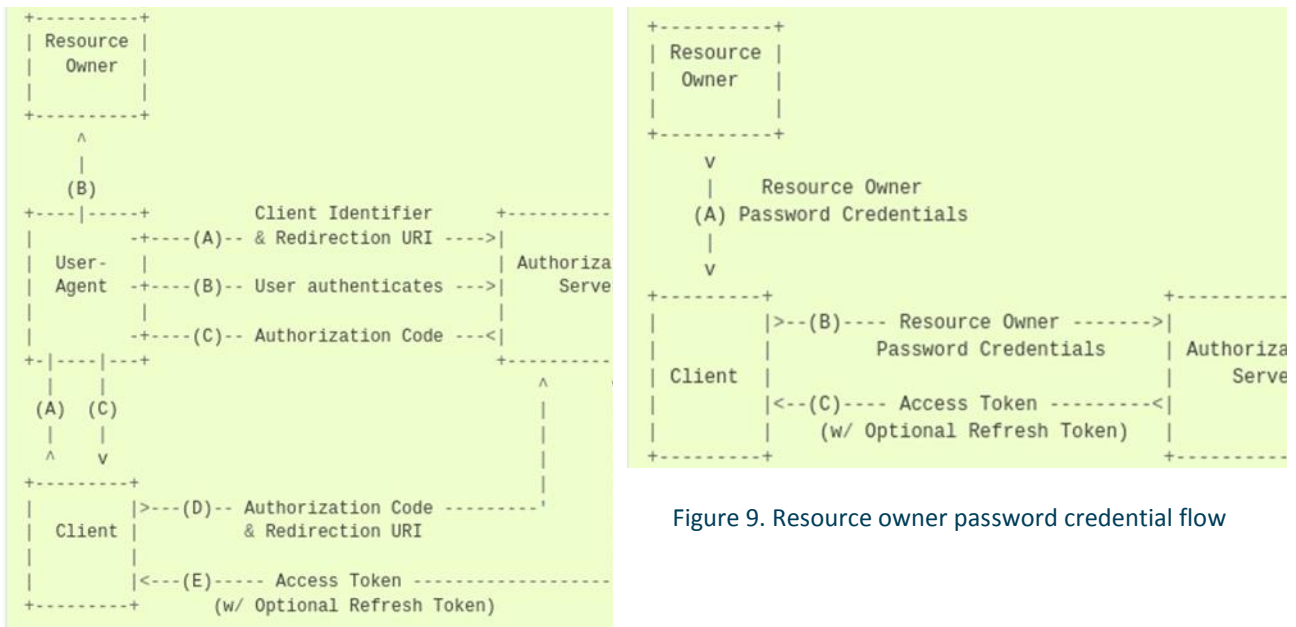 +----------+
| Resource |
|   Owner  |
|          |
+----------+
     ^
     |
    (B)
+----|-----+          Client Identifier      +----------
|         -+----(A)-- & Redirection URI ---->|
|  User-   |                                 | Authoriza
|  Agent  -+----(B)-- User authenticates --->|     Serve
|          |                                 |
|         -+----(C)-- Authorization Code ---<|
+-|----|---+                                 +----------
  |    |                                         ^
 (A)  (C)                                        |
  |    |                                         |
  ^    v                                         |
+---------+                                      |
|         |>---(D)-- Authorization Code ---------'
|  Client |          & Redirection URI
|         |
|         |<---(E)----- Access Token -------------------
+---------+       (w/ Optional Refresh Token)
+----------+
| Resource |
|  Owner   |
|          |
+----------+
     v
     |    Resource Owner
    (A) Password Credentials
     |
     v
+---------+                                  +----------
|         |>--(B)---- Resource Owner ------->|
|         |         Password Credentials     | Authoriza
| Client  |                                  |     Serve
|         |<--(C)---- Access Token ---------<|
|         |    (w/ Optional Refresh Token)   |
+---------+                                  +----------
Figure 9. Resource owner password credential flow